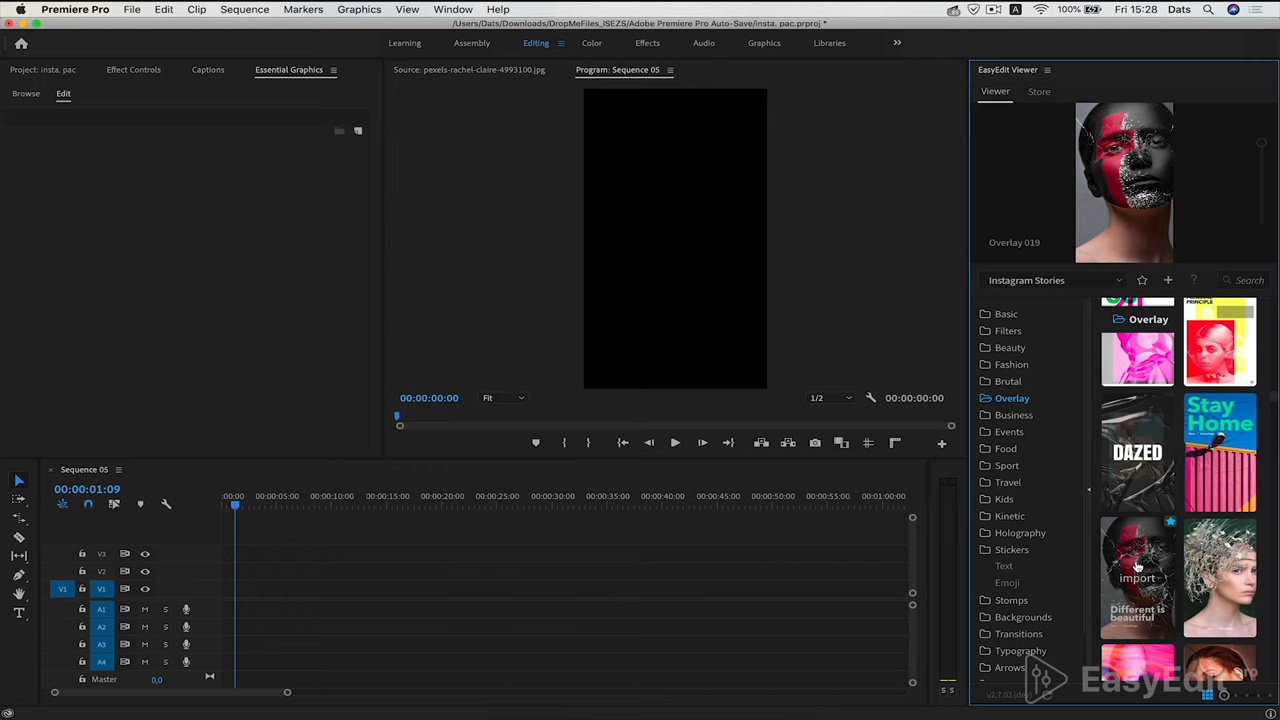 Premiere Pro File Edit Clip Sequence Markers Graphics View Window Help
A 100% Fri 15:28 Dats
/Users/Dats/Downloads/DropMeFiles_ISEZS/Adobe Premiere Pro Auto-Save/insta. pac.prproj *
Learning Assembly Editing Color Effects Audio Graphics Libraries
Project: insta. pac Effect Controls Captions Essential Graphics
Source: pexels-rachel-claire-4993100.jpg Program: Sequence 05
EasyEdit Viewer
Browse Edit
Viewer Store
Overlay 019
Instagram Stories
Search
Basic
Filters
Beauty
Fashion
Brutal
Overlay
Business
Events
Food
Sport
Travel
Kids
Kinetic
Holography
Stickers
Text
Emoji
Stomps
Backgrounds
Transitions
Typography
Arrows
Overlay
PRINCIPLE
DAZED
Stay
Home
import
Different is
beautiful
00:00:00:00 Fit 1/2 00:00:00:00
Sequence 05
00:00:01:09
:00:00 00:00:05:00 00:00:10:00 00:00:15:00 00:00:20:00 00:00:25:00 00:00:30:00 00:00:35:00 00:00:40:00 00:00:45:00 00:00:50:00 00:00:55:00 00:01:00:00
V3
V2
V1 V1
A1 M S
A2 M S
A3 M S
A4 M S
Master 0,0
S S
v2.7.03 (dev)
EasyEdit